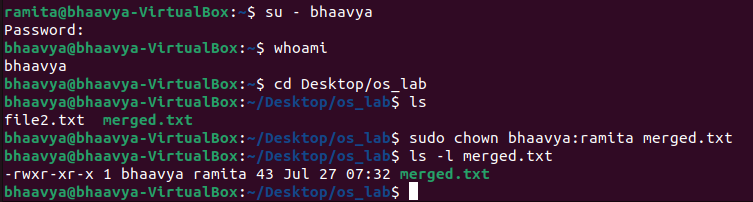 ramita@bhaavya-VirtualBox:~$ su - bhaavya
Password:
bhaavya@bhaavya-VirtualBox:~$ whoami
bhaavya
bhaavya@bhaavya-VirtualBox:~$ cd Desktop/os_lab
bhaavya@bhaavya-VirtualBox:~/Desktop/os_lab$ ls
file2.txt  merged.txt
bhaavya@bhaavya-VirtualBox:~/Desktop/os_lab$ sudo chown bhaavya:ramita merged.txt
bhaavya@bhaavya-VirtualBox:~/Desktop/os_lab$ ls -l merged.txt
-rwxr-xr-x 1 bhaavya ramita 43 Jul 27 07:32 merged.txt
bhaavya@bhaavya-VirtualBox:~/Desktop/os_lab$